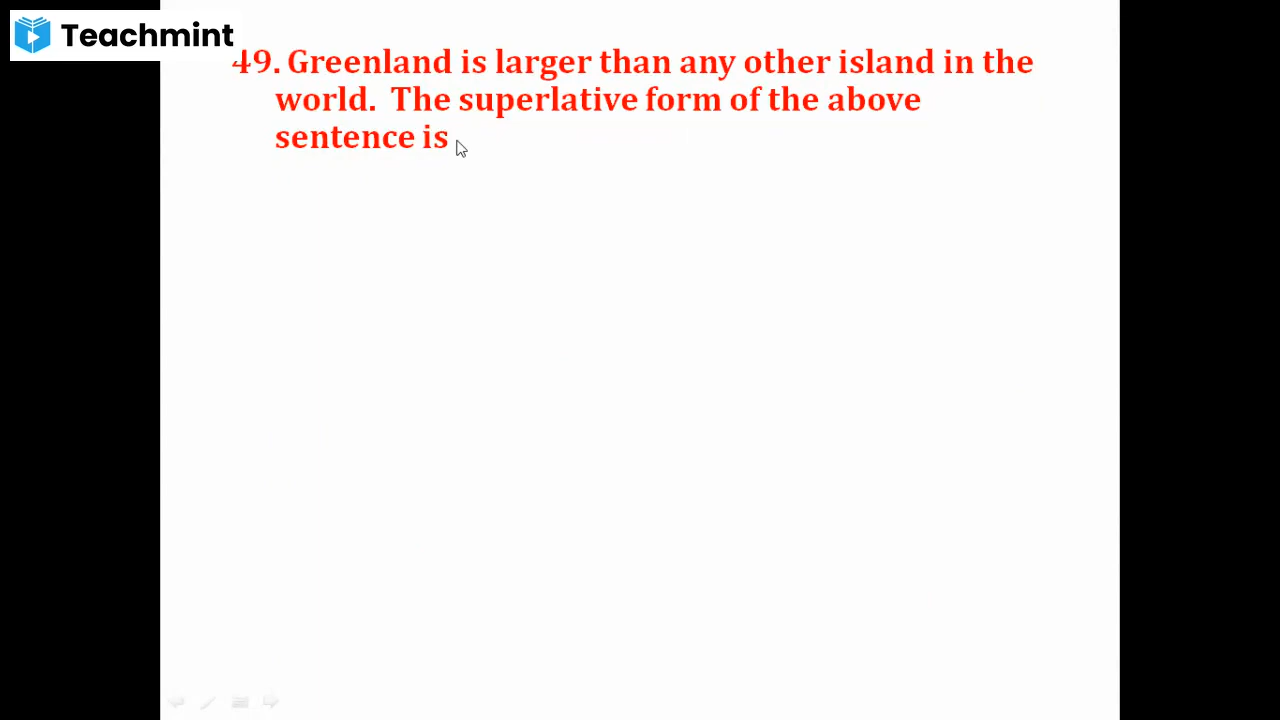 Teachmint
49. Greenland is larger than any other island in the
world. The superlative form of the above
sentence is